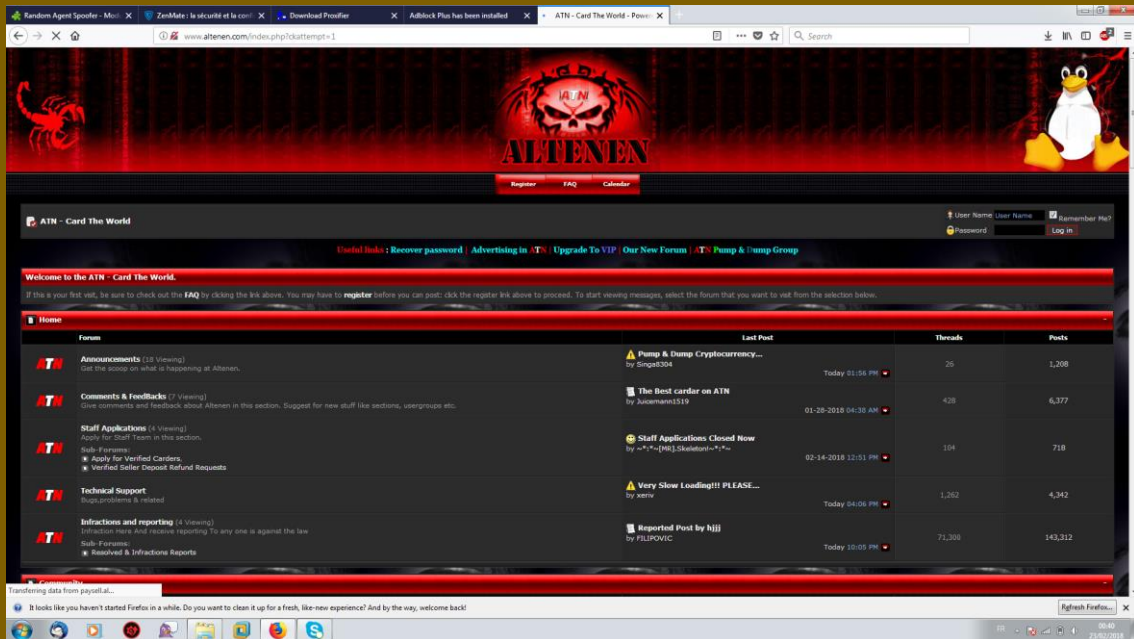 Random Agent Spoofer - Mod
ZenMate : la sécurité et la conf
Download Proxifier
Adblock Plus has been installed
ATN - Card The World - Power
www.altenen.com/index.php?ckattempt=1
Search
ATN
ALTENEN
Register FAQ Calendar
ATN - Card The World
User Name User Name Remember Me?
Password Log in
Useful links : Recover password | Advertising in ATN | Upgrade To VIP | Our New Forum | ATN Pump & Dump Group
Welcome to the ATN - Card The World.
If this is your first visit, be sure to check out the FAQ by clicking the link above. You may have to register before you can post: click the register link above to proceed. To start viewing messages, select the forum that you want to visit from the selection below.
Home
Forum Last Post Threads Posts
ATN
Announcements (18 Viewing)
Get the scoop on what is happening at Altenen.
Pump & Dump Cryptocurrency...
by Singa8304
Today 01:56 PM
26 1,208
ATN
Comments & FeedBacks (7 Viewing)
Give comments and feedback about Altenen in this section. Suggest for new stuff like sections, usergroups etc.
The Best cardar on ATN
by Juicemann1519
01-28-2018 04:38 AM
428 6,377
ATN
Staff Applications (4 Viewing)
Apply for Staff Team in this section.
Sub-Forums:
Apply for Verified Carders,
Verified Seller Deposit Refund Requests
Staff Applications Closed Now
by ~*!*~[MR].Skeleton!~*!*~
02-14-2018 12:51 PM
104 718
ATN
Technical Support
Bugs,problems & related
Very Slow Loading!!! PLEASE...
by xeriv
Today 04:06 PM
1,262 4,342
ATN
Infractions and reporting (4 Viewing)
Infraction Here And receive reporting To any one is against the law
Sub-Forums:
Resolved & Infractions Reports
Reported Post by hjjj
by FILIPOVIC
Today 10:05 PM
71,300 143,312
Community
Transferring data from paysell.al...
It looks like you haven't started Firefox in a while. Do you want to clean it up for a fresh, like-new experience? And by the way, welcome back!
Refresh Firefox...
FR
00:40
23/02/2018